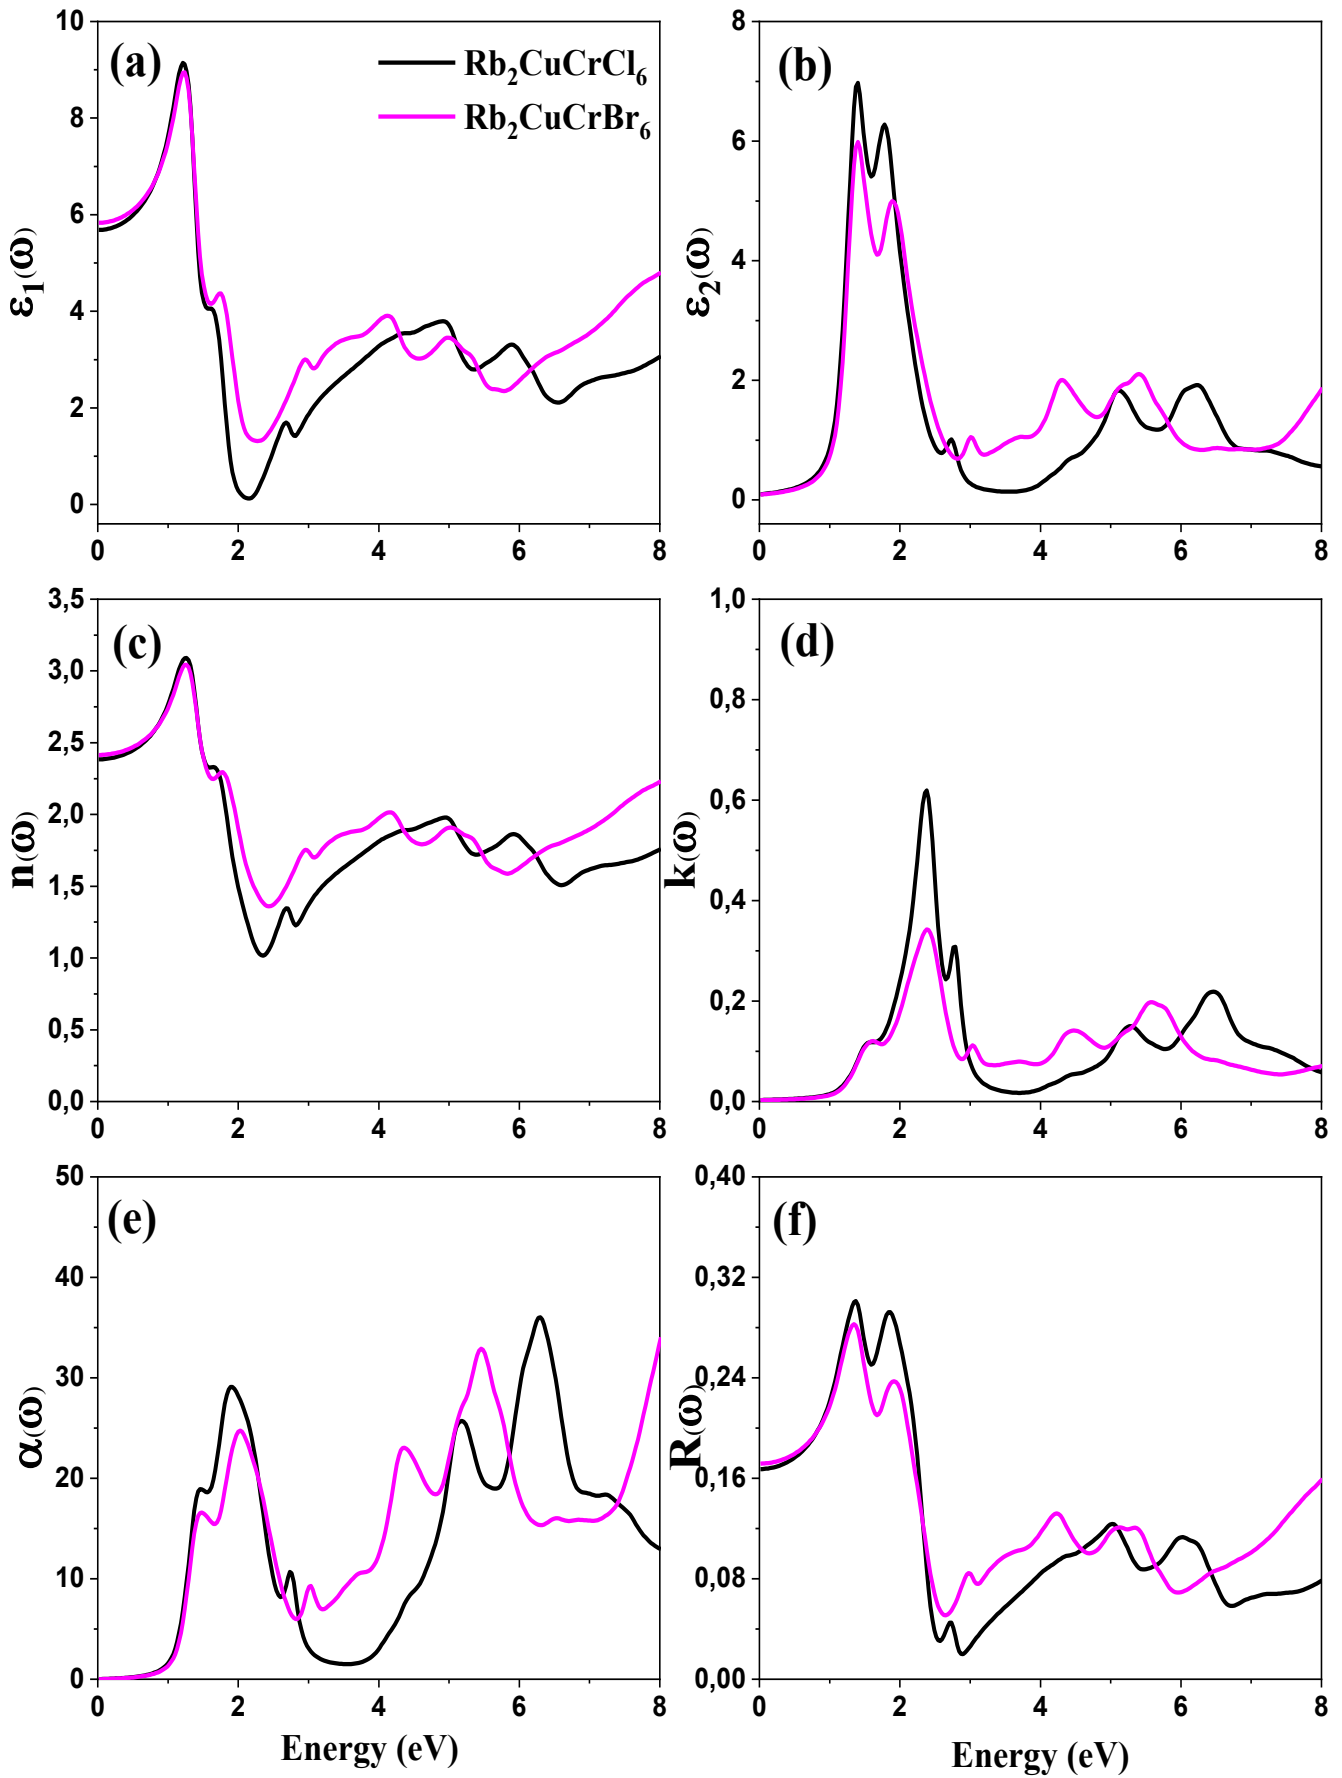 (a)
Rb₂CuCrCl₆
Rb₂CuCrBr₆
10
8
6
4
2
0
ε₁(ω)
0 2 4 6 8
(b)
8
6
4
2
0
ε₂(ω)
0 2 4 6 8
(c)
3,5
3,0
2,5
2,0
1,5
1,0
0,5
0,0
n(ω)
0 2 4 6 8
(d)
1,0
0,8
0,6
0,4
0,2
0,0
k(ω)
0 2 4 6 8
(e)
50
40
30
20
10
0
α(ω)
0 2 4 6 8
Energy (eV)
(f)
0,40
0,32
0,24
0,16
0,08
0,00
R(ω)
0 2 4 6 8
Energy (eV)